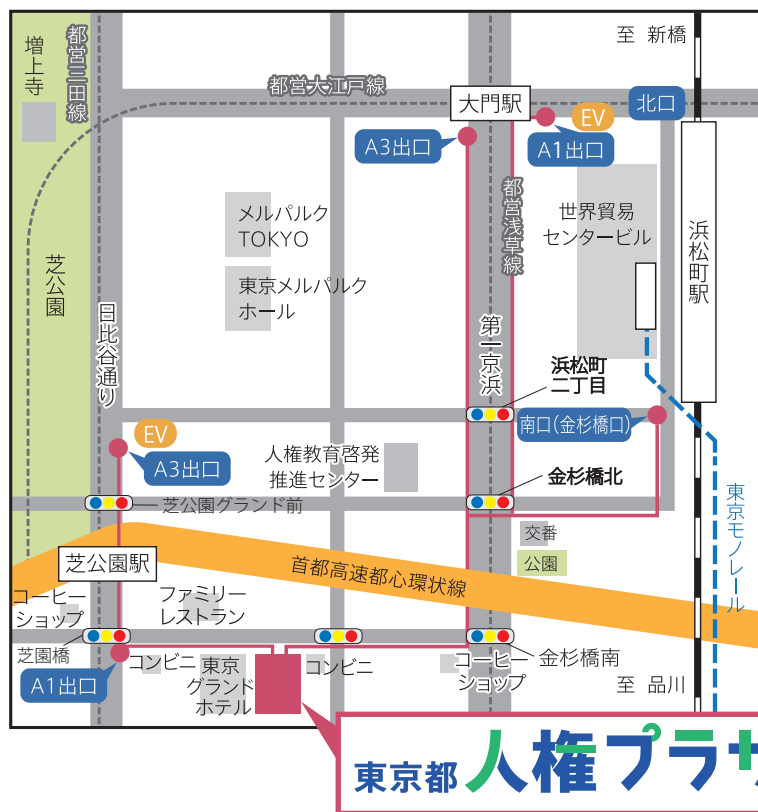 至 新橋
増上寺
都営三田線
都営大江戸線
大門駅
北口
EV
A3出口
A1出口
都営浅草線
メルパルク
TOKYO
世界貿易
センタービル
浜松町駅
芝公園
東京メルパルク
ホール
日比谷通り
第一京浜
浜松町
二丁目
南口(金杉橋口)
EV
A3出口
人権教育啓発
推進センター
金杉橋北
芝公園グランド前
東京モノレール
交番
公園
芝公園駅
首都高速都心環状線
コーヒー
ショップ
ファミリー
レストラン
芝園橋
コンビニ
東京
グランド
ホテル
コンビニ
コーヒー
ショップ
金杉橋南
A1出口
至 品川
東京都 人権プラ